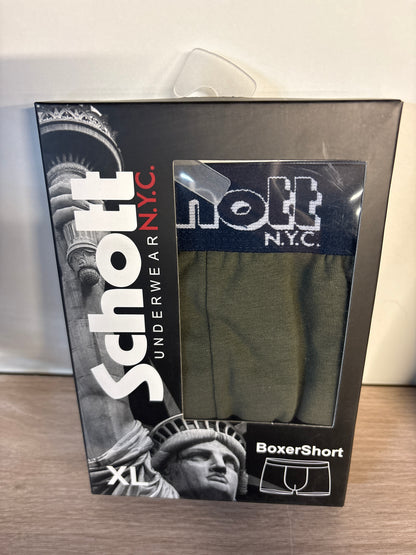 Schott
UNDERWEAR N.Y.C.
hott
N.Y.C.
BoxerShort
XL